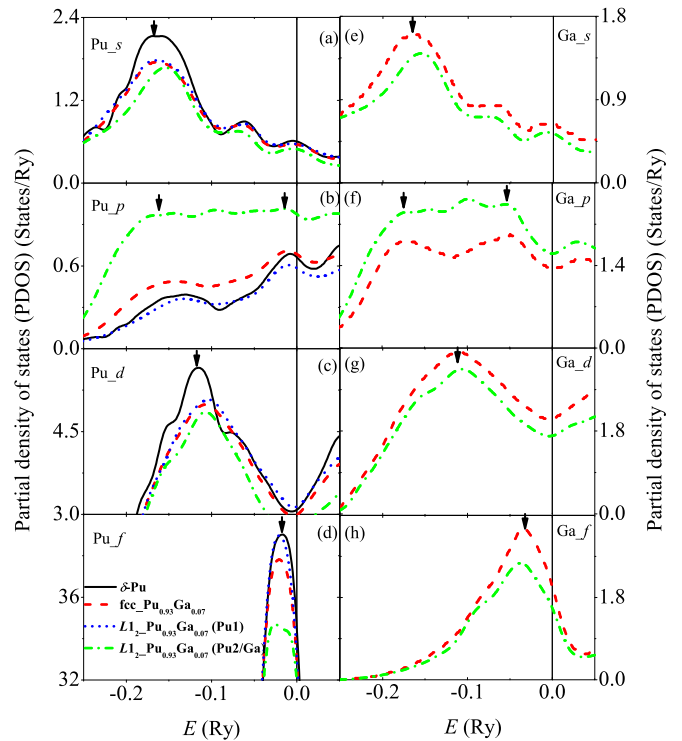 Partial density of states (PDOS) (States/Ry)
2.4
1.2
0.0
0.6
0.0
4.5
3.0
36
32
Pu_s
(a)
Pu_p
(b)
Pu_d
(c)
Pu_f
(d)
δ-Pu
fcc_Pu0.93Ga0.07
L12_Pu0.93Ga0.07 (Pu1)
L12_Pu0.93Ga0.07 (Pu2/Ga)
-0.2
-0.1
0.0
E (Ry)
(e)
Ga_s
(f)
Ga_p
(g)
Ga_d
(h)
Ga_f
-0.2
-0.1
0.0
E (Ry)
1.8
0.9
0.0
1.4
0.0
1.8
0.0
1.8
0.0
Partial density of states (PDOS) (States/Ry)